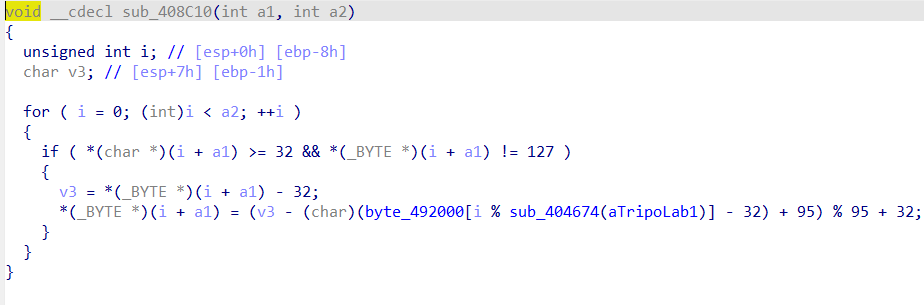 void __cdecl sub_408C10(int a1, int a2)
{
  unsigned int i; // [esp+0h] [ebp-8h]
  char v3; // [esp+7h] [ebp-1h]

  for ( i = 0; (int)i < a2; ++i )
  {
    if ( *(char *)(i + a1) >= 32 && *(_BYTE *)(i + a1) != 127 )
    {
      v3 = *(_BYTE *)(i + a1) - 32;
      *(_BYTE *)(i + a1) = (v3 - (char)(byte_492000[i % sub_404674(aTripoLab1)] - 32) + 95) % 95 + 32;
    }
  }
}